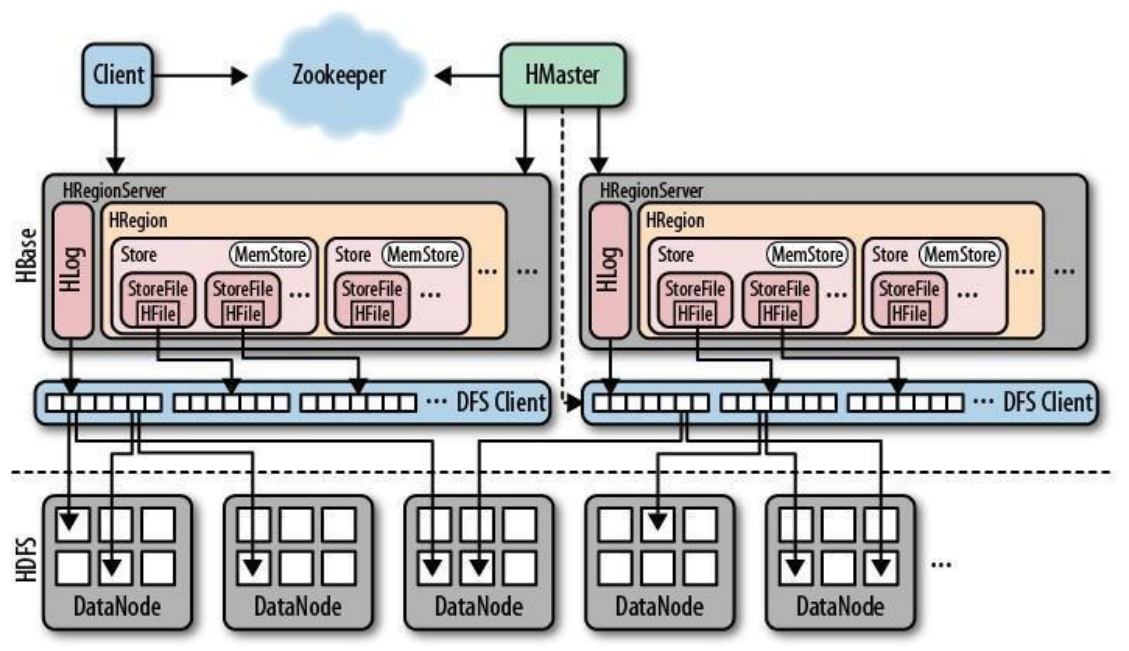 Client
Zookeeper
HMaster
HBase
HRegionServer
HLog
HRegion
Store
MemStore
StoreFile
HFile
StoreFile
HFile
...
Store
MemStore
StoreFile
HFile
...
...
...
HRegionServer
HLog
HRegion
Store
MemStore
StoreFile
HFile
StoreFile
HFile
...
Store
MemStore
StoreFile
HFile
...
...
...
... DFS Client
... DFS Client
HDFS
DataNode
DataNode
DataNode
DataNode
DataNode
...